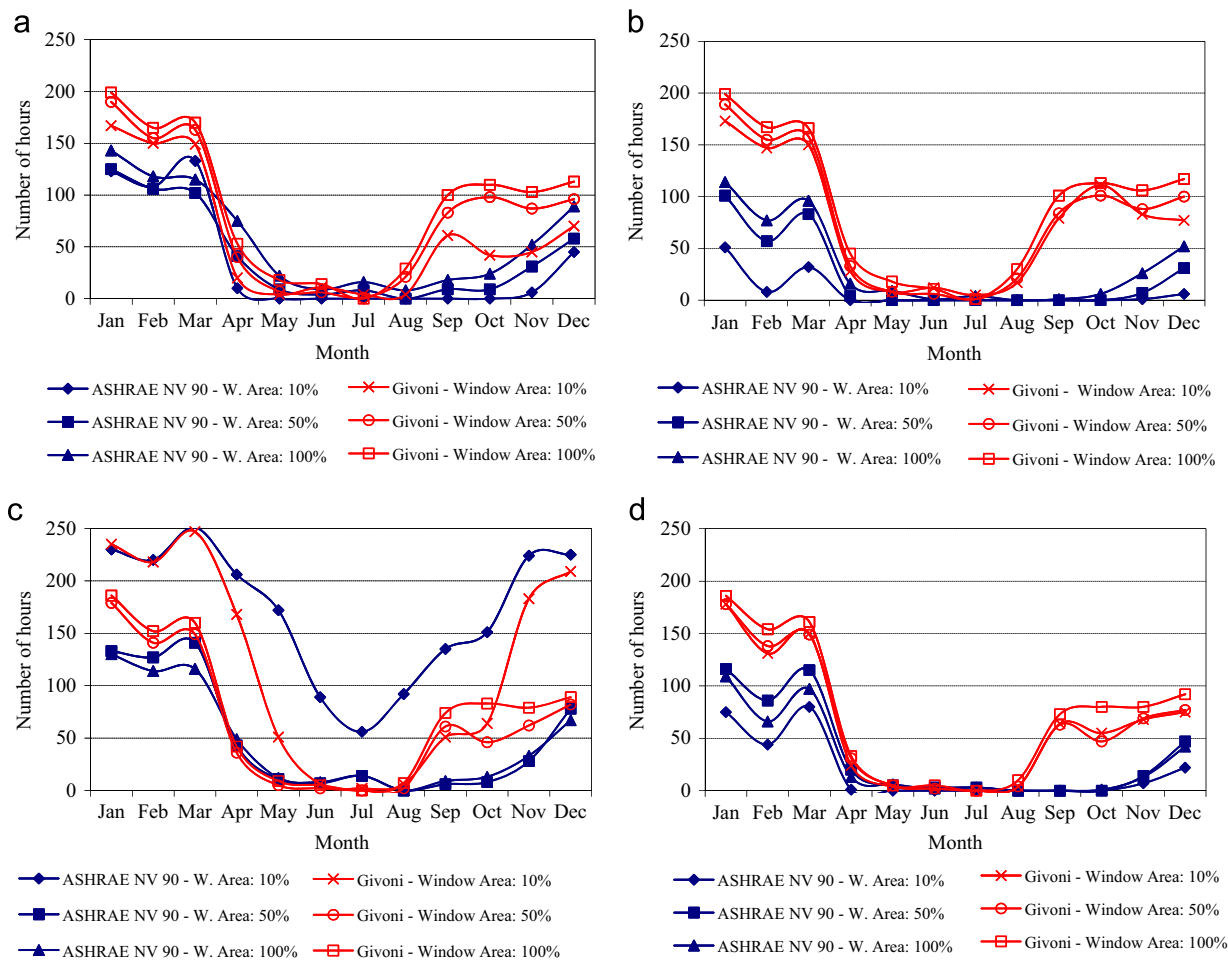 a
250
200
150
100
50
0
Number of hours
Jan Feb Mar Apr May Jun Jul Aug Sep Oct Nov Dec
Month
ASHRAE NV 90 - W. Area: 10%
Givoni - Window Area: 10%
ASHRAE NV 90 - W. Area: 50%
Givoni - Window Area: 50%
ASHRAE NV 90 - W. Area: 100%
Givoni - Window Area: 100%
b
250
200
150
100
50
0
Number of hours
Jan Feb Mar Apr May Jun Jul Aug Sep Oct Nov Dec
Month
ASHRAE NV 90 - W. Area: 10%
Givoni - Window Area: 10%
ASHRAE NV 90 - W. Area: 50%
Givoni - Window Area: 50%
ASHRAE NV 90 - W. Area: 100%
Givoni - Window Area: 100%
c
250
200
150
100
50
0
Number of hours
Jan Feb Mar Apr May Jun Jul Aug Sep Oct Nov Dec
Month
ASHRAE NV 90 - W. Area: 10%
Givoni - Window Area: 10%
ASHRAE NV 90 - W. Area: 50%
Givoni - Window Area: 50%
ASHRAE NV 90 - W. Area: 100%
Givoni - Window Area: 100%
d
250
200
150
100
50
0
Number of hours
Jan Feb Mar Apr May Jun Jul Aug Sep Oct Nov Dec
Month
ASHRAE NV 90 - W. Area: 10%
Givoni - Window Area: 10%
ASHRAE NV 90 - W. Area: 50%
Givoni - Window Area: 50%
ASHRAE NV 90 - W. Area: 100%
Givoni - Window Area: 100%